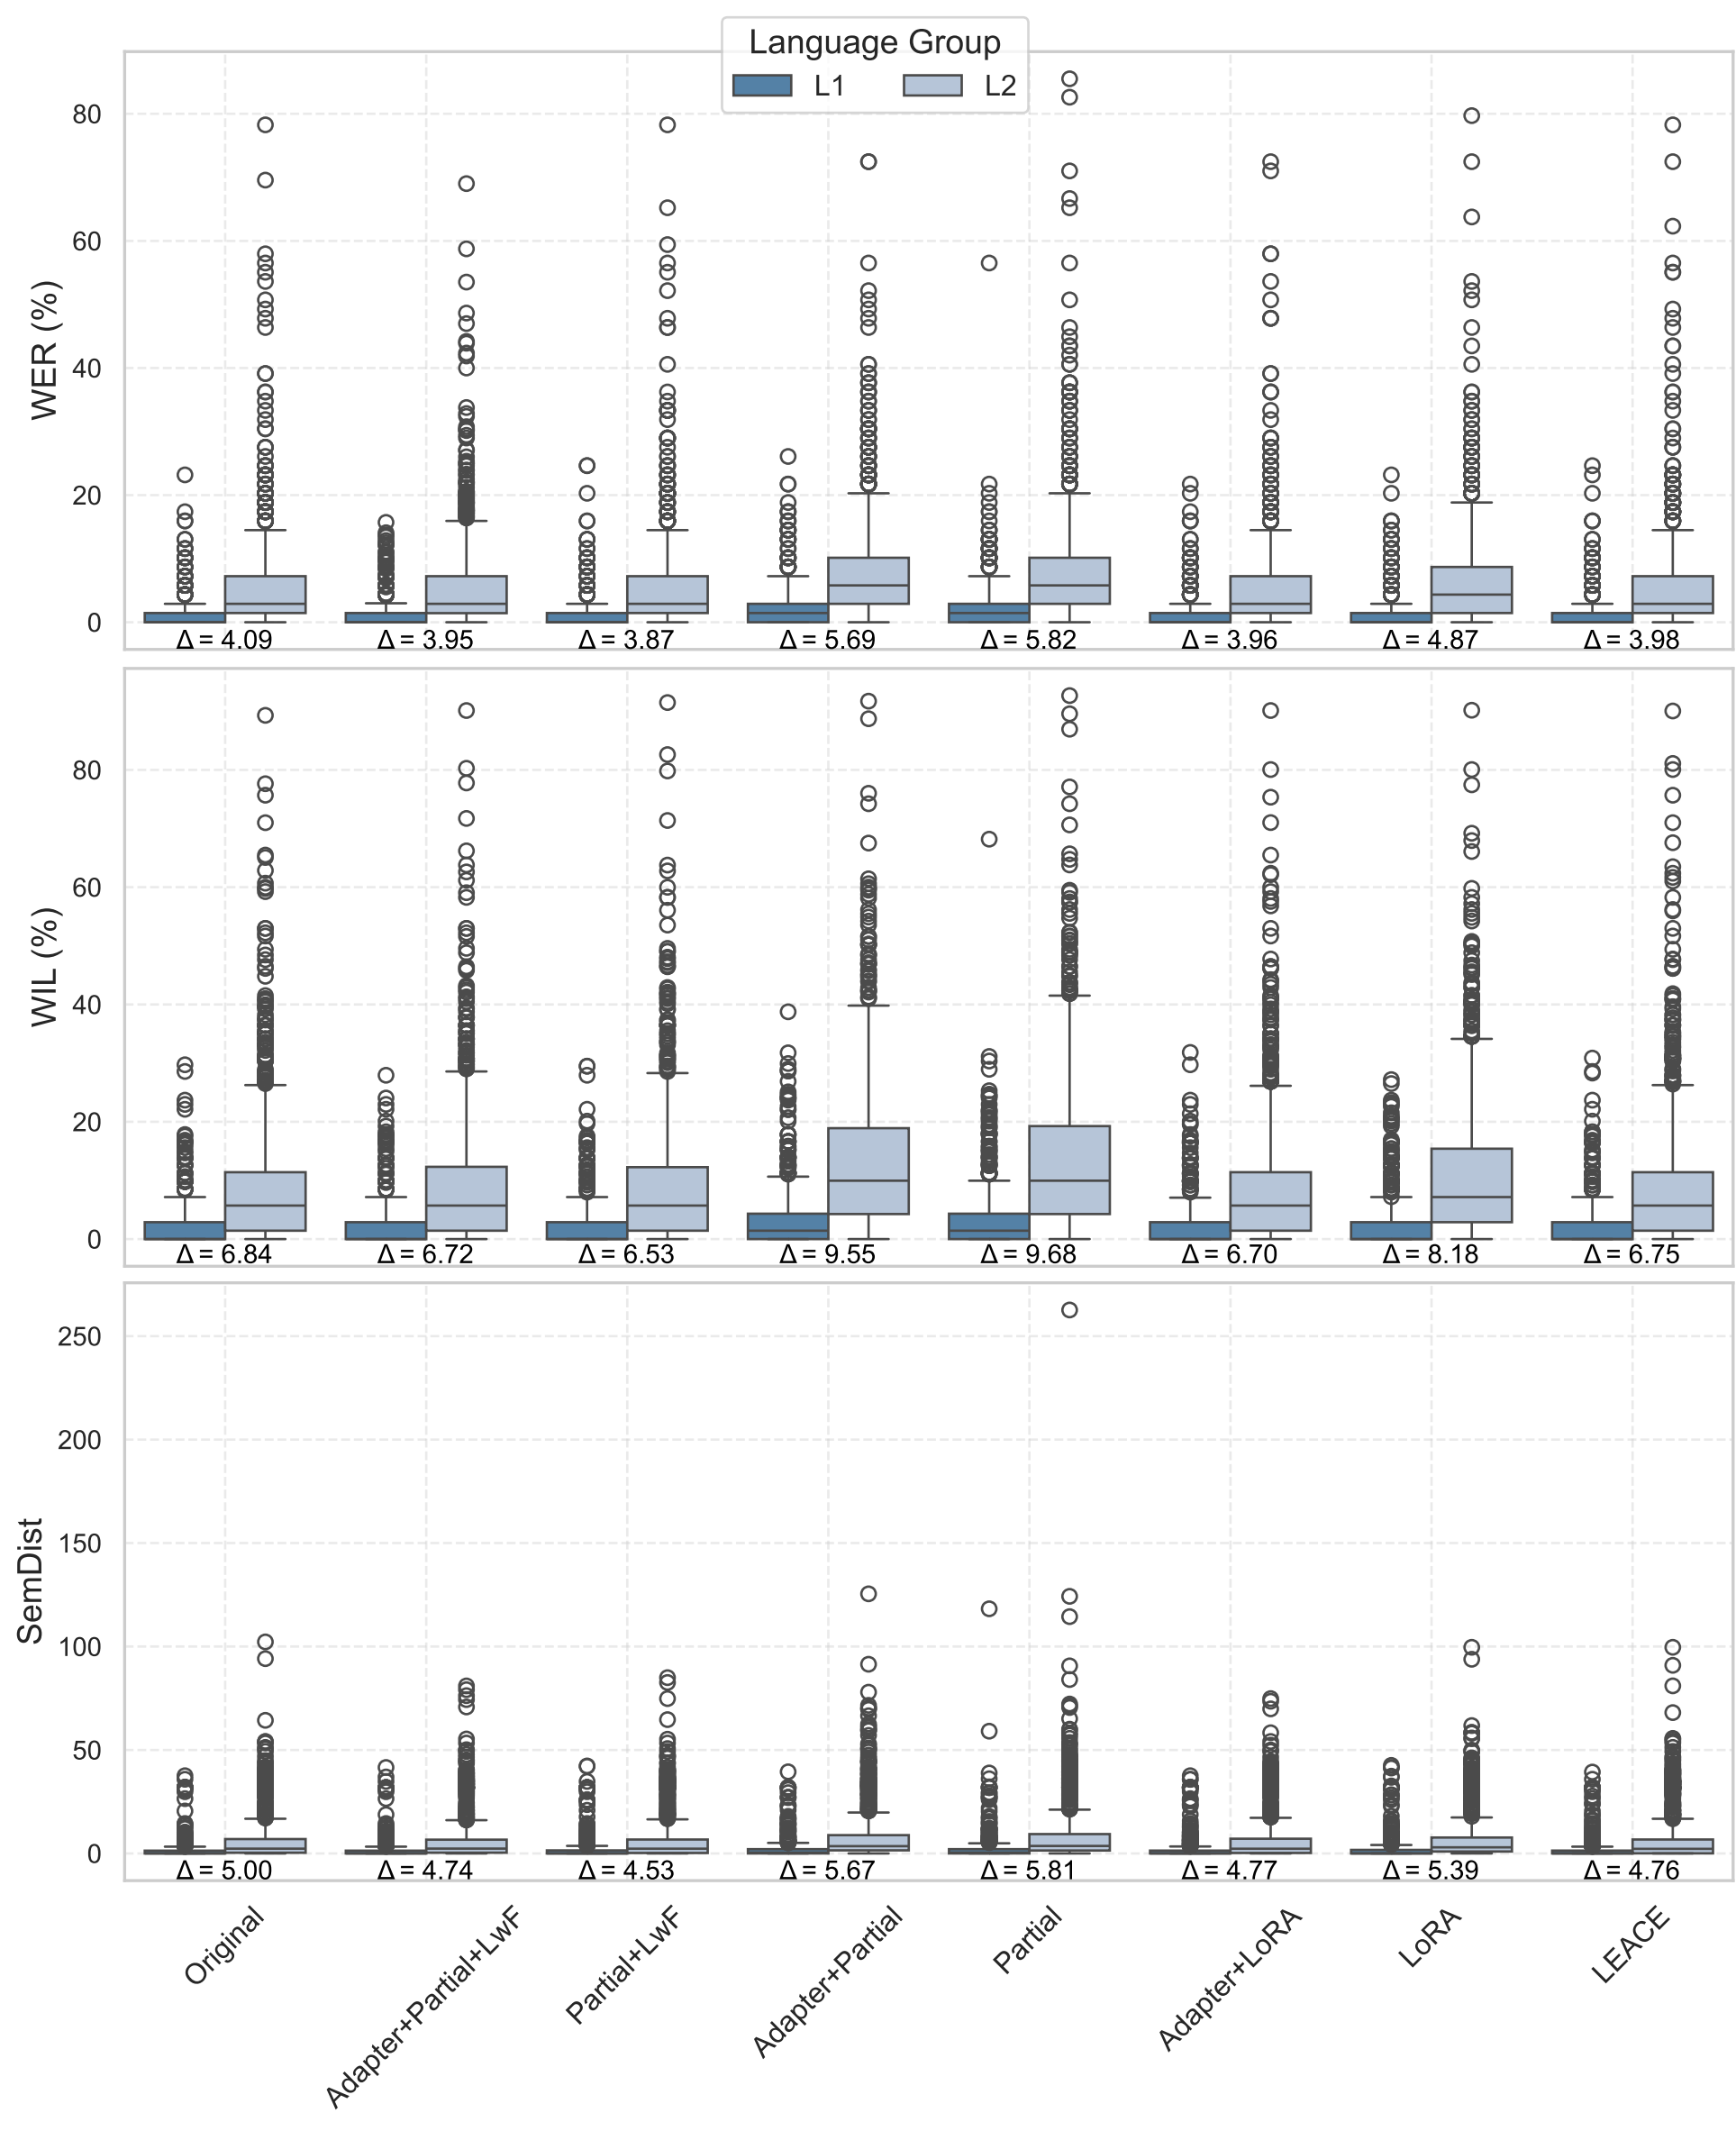 Language Group
L1 L2
WER (%)
80
60
40
20
0
Δ = 4.09 Δ = 3.95 Δ = 3.87 Δ = 5.69 Δ = 5.82 Δ = 3.96 Δ = 4.87 Δ = 3.98
WIL (%)
80
60
40
20
0
Δ = 6.84 Δ = 6.72 Δ = 6.53 Δ = 9.55 Δ = 9.68 Δ = 6.70 Δ = 8.18 Δ = 6.75
SemDist
250
200
150
100
50
0
Δ = 5.00 Δ = 4.74 Δ = 4.53 Δ = 5.67 Δ = 5.81 Δ = 4.77 Δ = 5.39 Δ = 4.76
Original
Adapter+Partial+LwF
Partial+LwF
Adapter+Partial
Partial
Adapter+LoRA
LoRA
LEACE